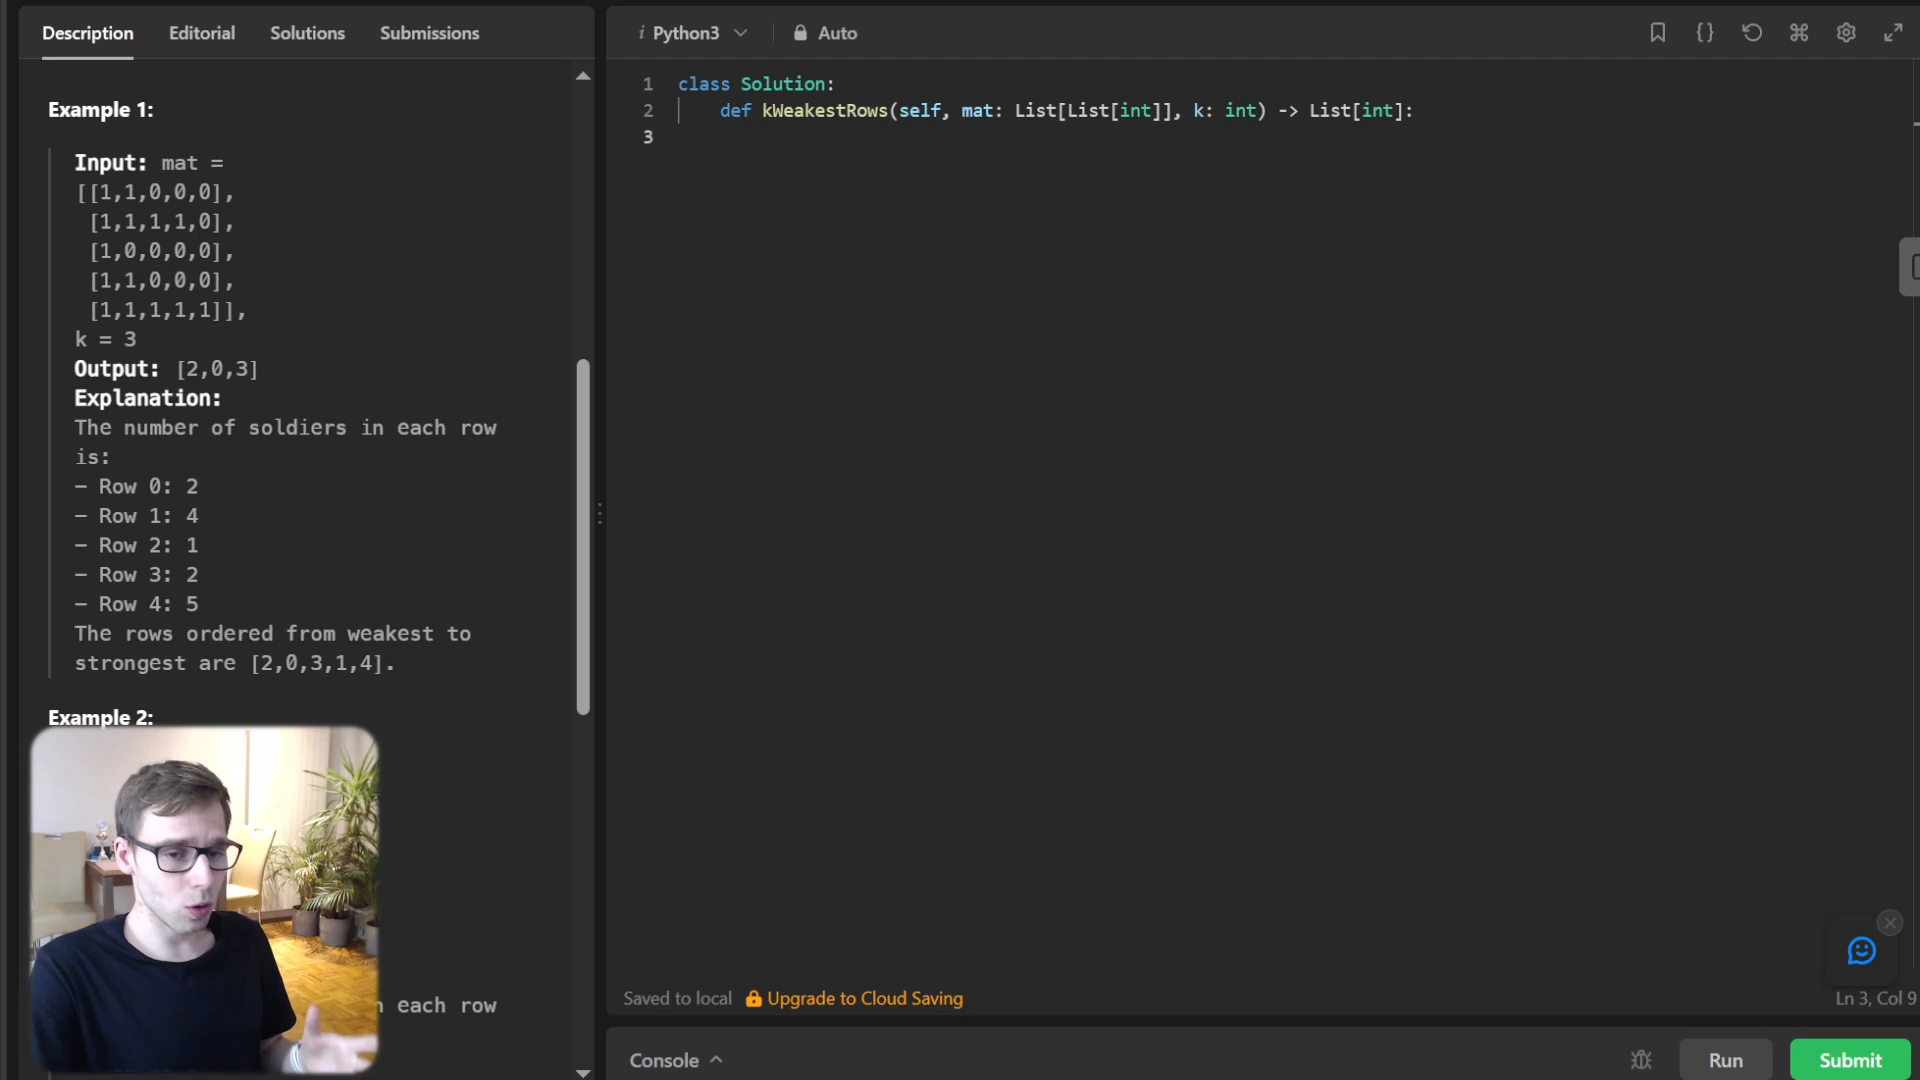 Description Editorial Solutions Submissions
Example 1:
Input: mat =
[[1,1,0,0,0],
[1,1,1,1,0],
[1,0,0,0,0],
[1,1,0,0,0],
[1,1,1,1,1]],
k = 3
Output: [2,0,3]
Explanation:
The number of soldiers in each row
is:
- Row 0: 2
- Row 1: 4
- Row 2: 1
- Row 3: 2
- Row 4: 5
The rows ordered from weakest to
strongest are [2,0,3,1,4].
Example 2:
each row
i Python3 Auto
1 class Solution:
2 def kWeakestRows(self, mat: List[List[int]], k: int) -> List[int]:
3
Saved to local Upgrade to Cloud Saving
Ln 3, Col 9
Console
Run Submit